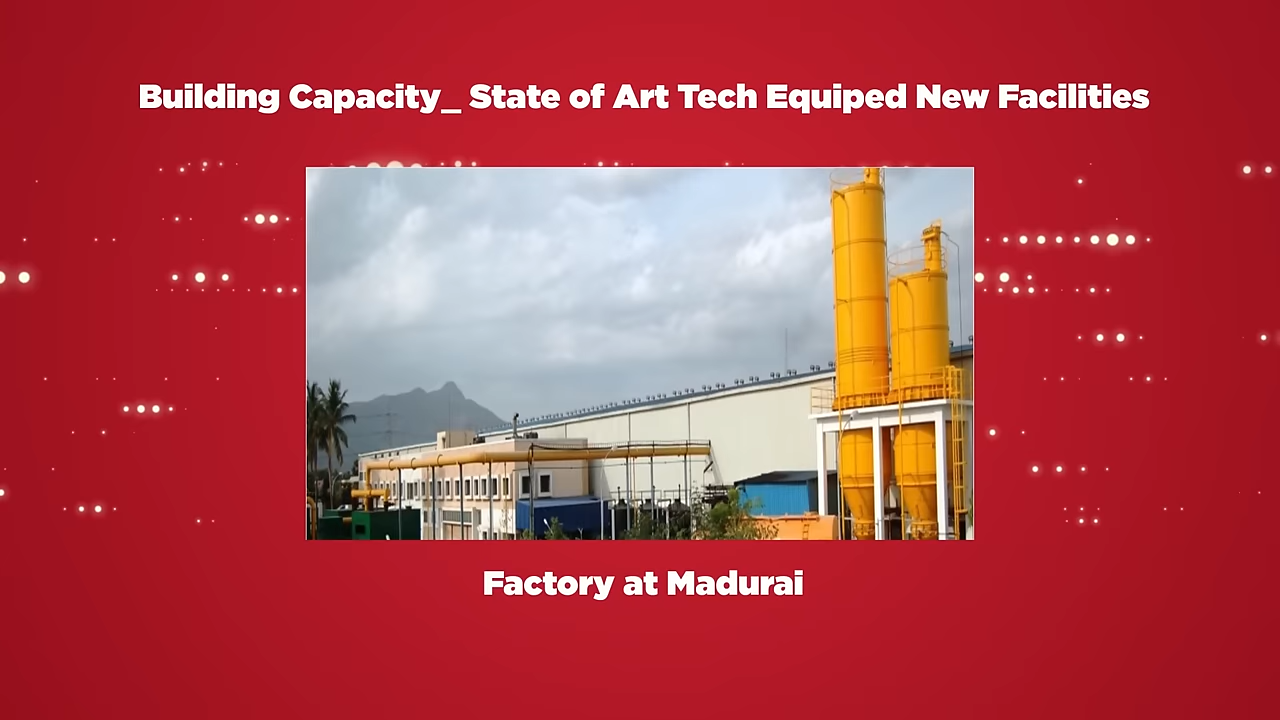 Building Capacity_ State of Art Tech Equiped New Facilities
Factory at Madurai